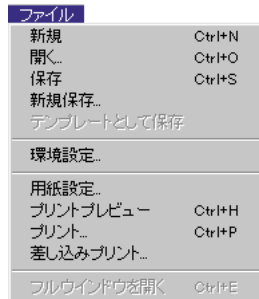 ファイル
新規 Ctrl+N
開く... Ctrl+O
保存 Ctrl+S
新規保存...
テンプレートとして保存
環境設定...
用紙設定...
プリントプレビュー Ctrl+H
プリント... Ctrl+P
差し込みプリント...
フルウインドウを開く Ctrl+E